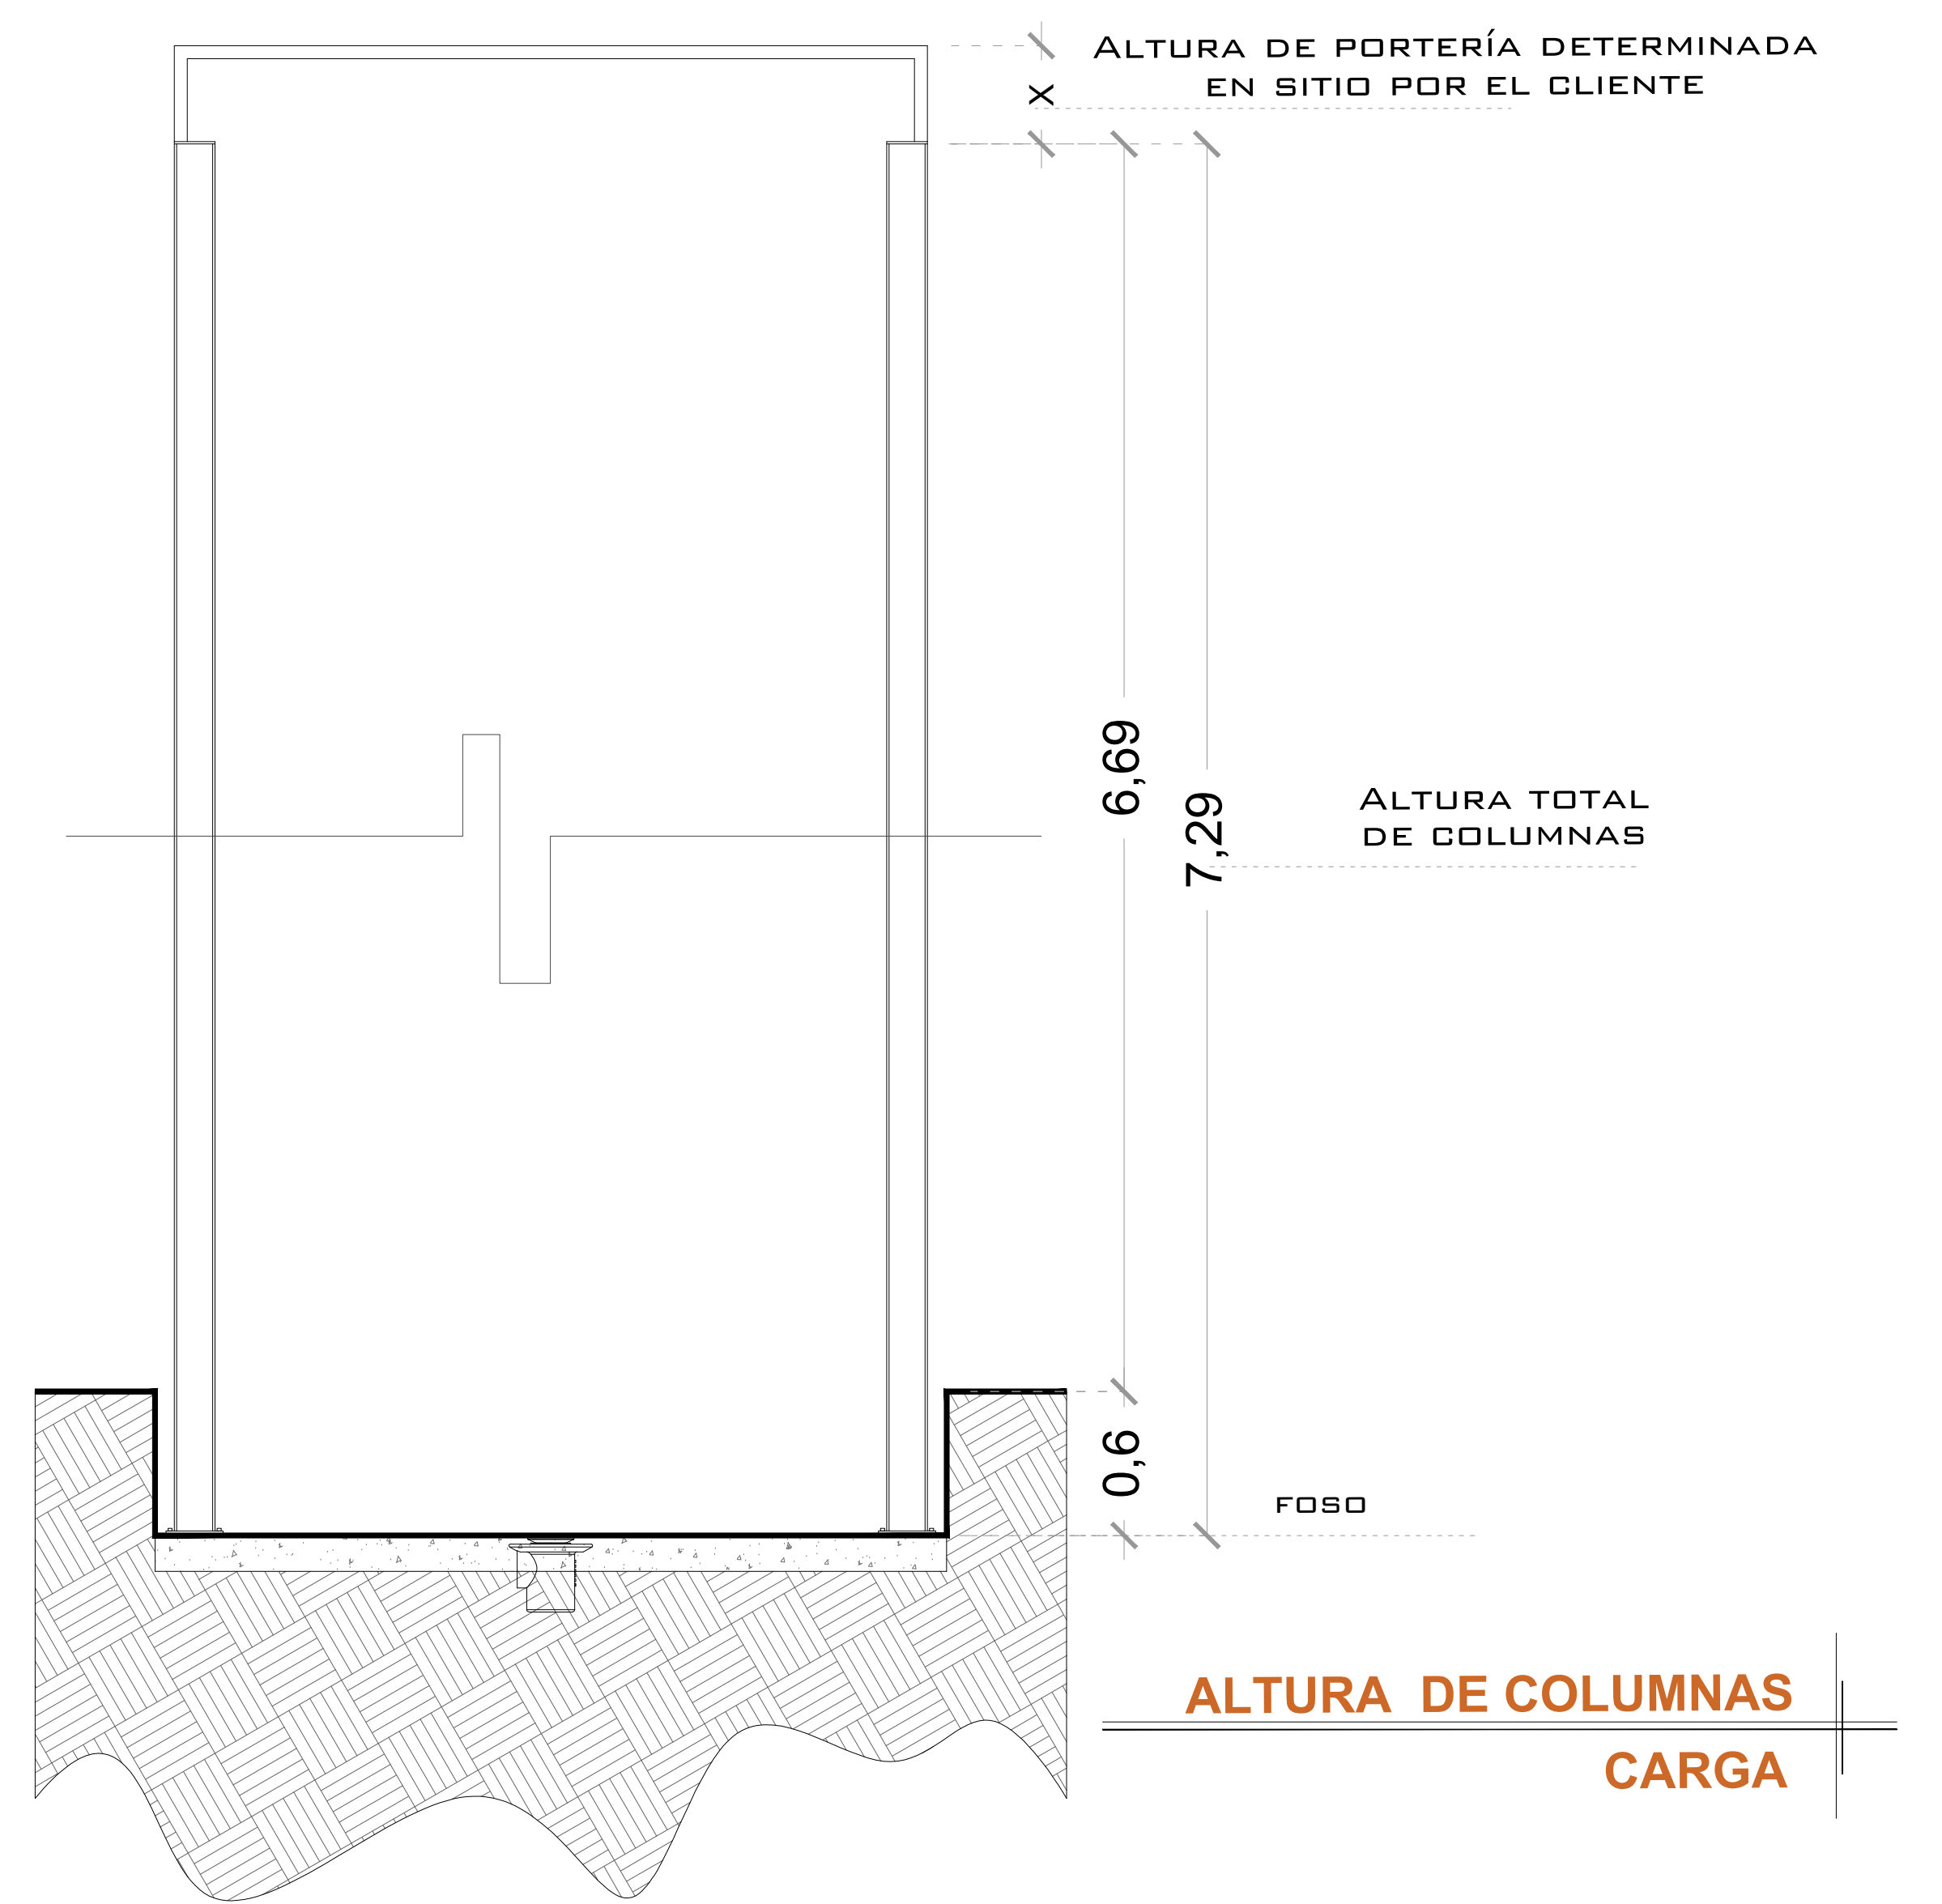 Altura de portería determinada
en sitio por el cliente
x
6,69
7,29
Altura total
de columnas
0,6
foso
ALTURA DE COLUMNAS
CARGA